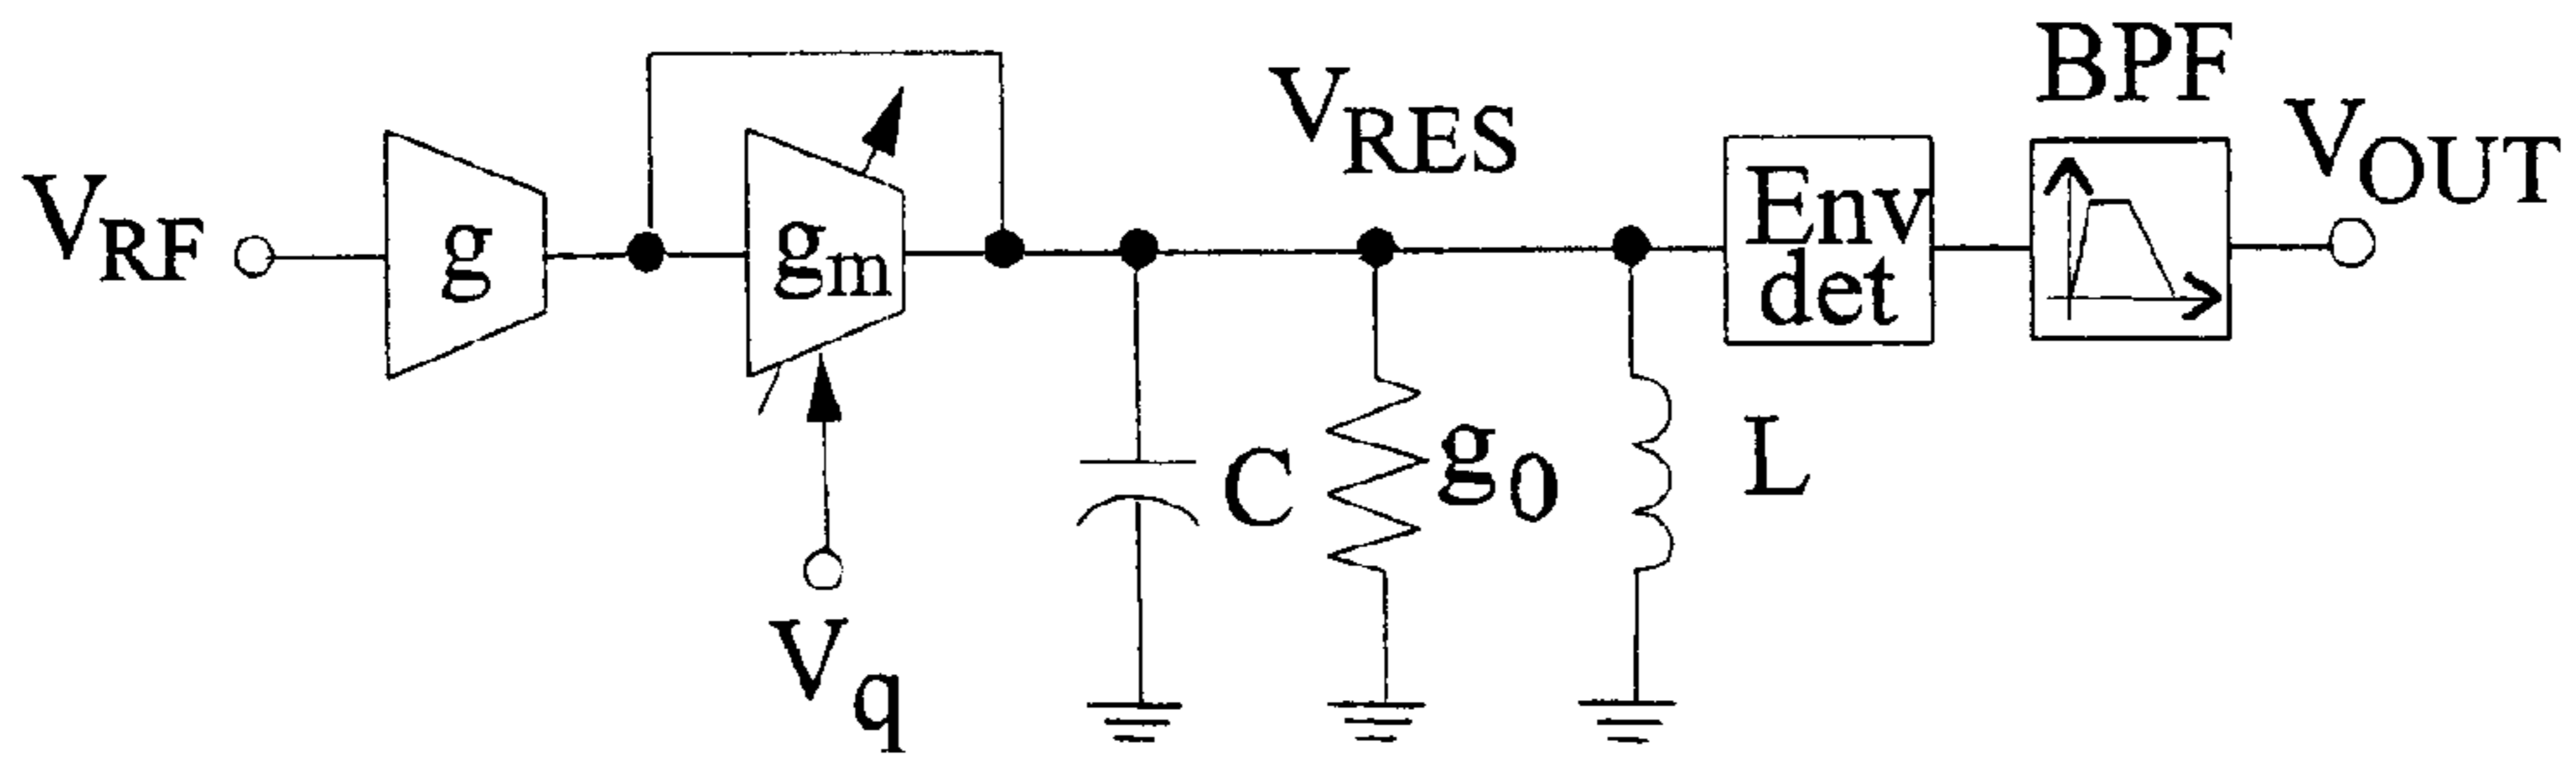 V_RF
g
g_m
V_q
V_RES
C
g_0
L
Env
det
BPF
V_OUT